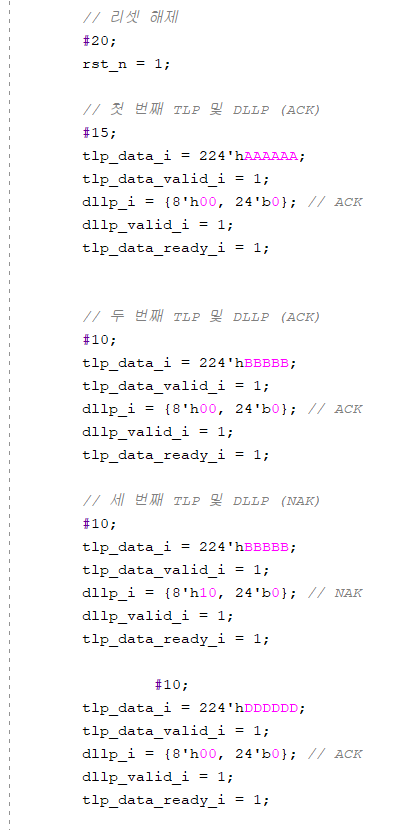 // 리셋 해제
#20;
rst_n = 1;
// 첫 번째 TLP 및 DLLP (ACK)
#15;
tlp_data_i = 224'hAAAAAA;
tlp_data_valid_i = 1;
dllp_i = {8'h00, 24'b0}; // ACK
dllp_valid_i = 1;
tlp_data_ready_i = 1;
// 두 번째 TLP 및 DLLP (ACK)
#10;
tlp_data_i = 224'hBBBBB;
tlp_data_valid_i = 1;
dllp_i = {8'h00, 24'b0}; // ACK
dllp_valid_i = 1;
tlp_data_ready_i = 1;
// 세 번째 TLP 및 DLLP (NAK)
#10;
tlp_data_i = 224'hBBBBB;
tlp_data_valid_i = 1;
dllp_i = {8'h10, 24'b0}; // NAK
dllp_valid_i = 1;
tlp_data_ready_i = 1;
#10;
tlp_data_i = 224'hDDDDDD;
tlp_data_valid_i = 1;
dllp_i = {8'h00, 24'b0}; // ACK
dllp_valid_i = 1;
tlp_data_ready_i = 1;